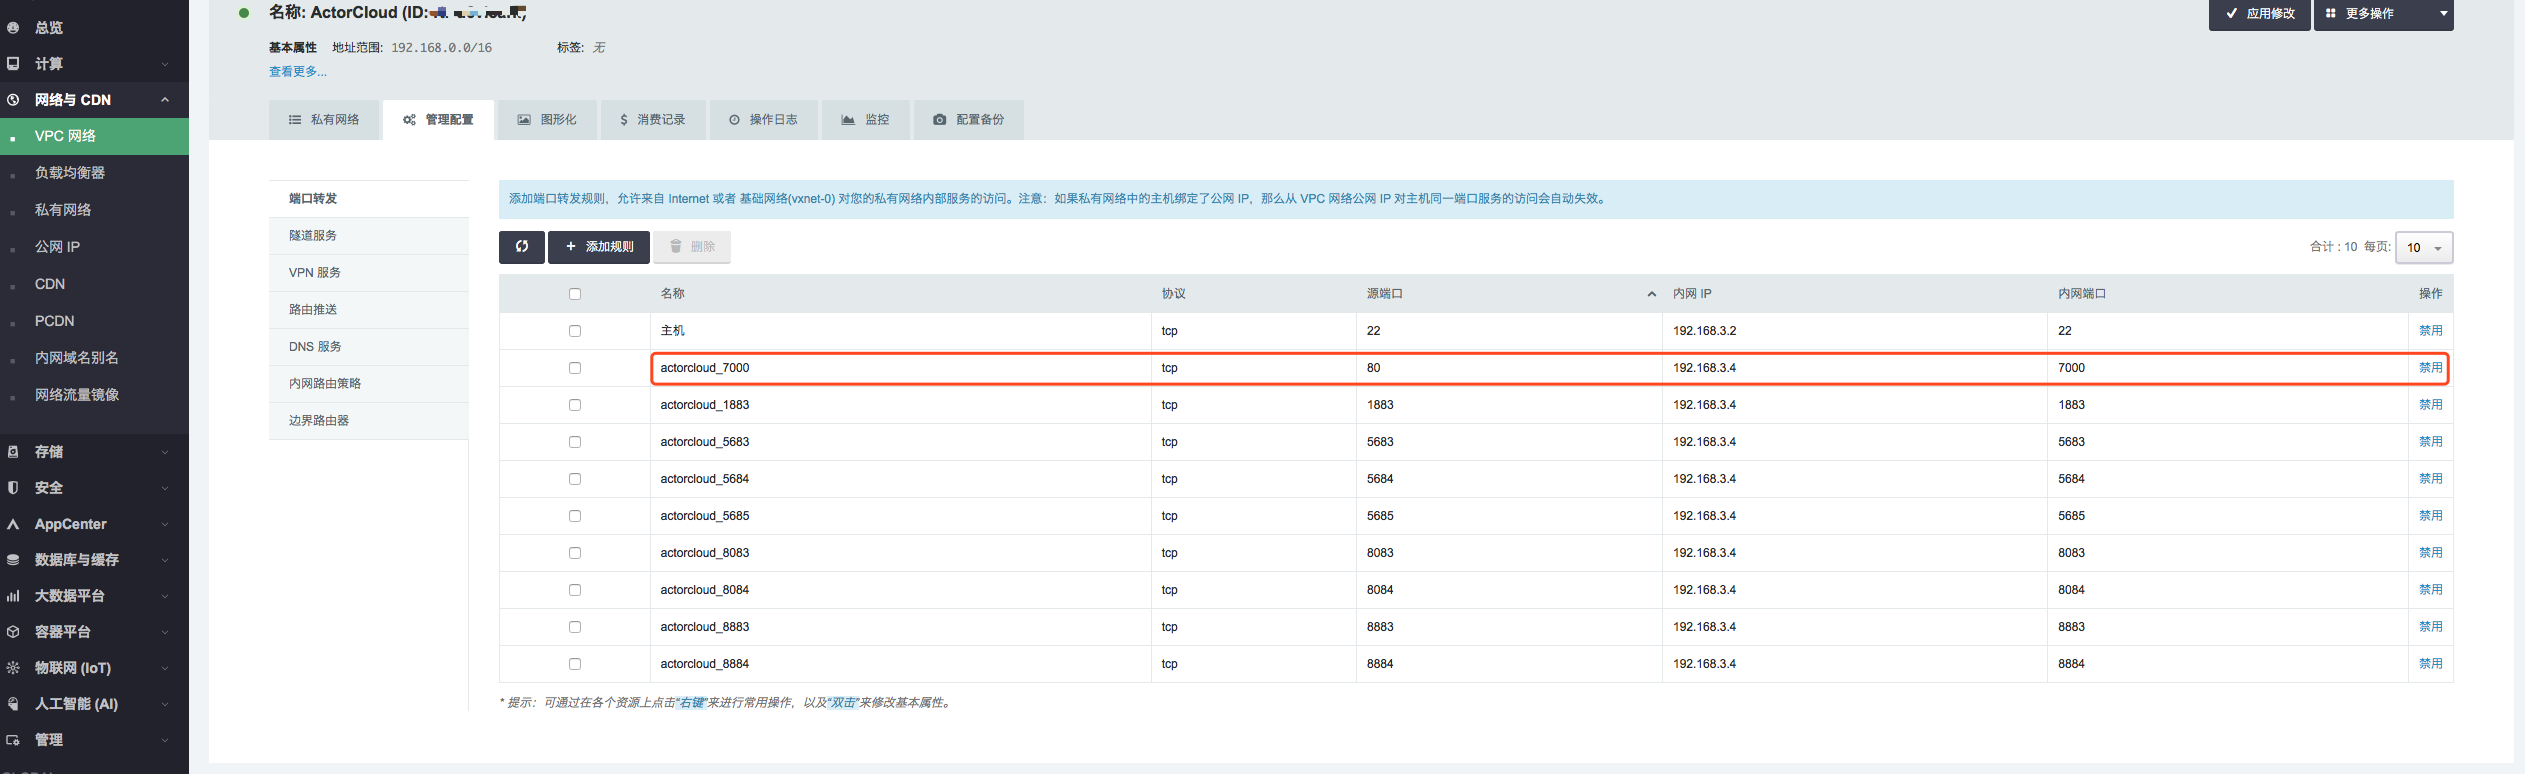 总览
计算
网络与 CDN
VPC 网络
负载均衡器
私有网络
公网 IP
CDN
PCDN
内网域名别名
网络流量镜像
存储
安全
AppCenter
数据库与缓存
大数据平台
容器平台
物联网 (IoT)
人工智能 (AI)
管理
名称: ActorCloud (ID:
应用修改
更多操作
基本属性 地址范围: 192.168.0.0/16 标签: 无
查看更多...
私有网络 管理配置 图形化 消费记录 操作日志 监控 配置备份
端口转发
隧道服务
VPN 服务
路由推送
DNS 服务
内网路由策略
边界路由器
添加端口转发规则，允许来自 Internet 或者 基础网络(vxnet-0) 对您的私有网络内部服务的访问。注意：如果私有网络中的主机绑定了公网 IP，那么从 VPC 网络公网 IP 对主机同一端口服务的访问会自动失效。
+ 添加规则 删除 合计 : 10 每页: 10
名称 协议 源端口 内网 IP 内网端口 操作
主机 tcp 22 192.168.3.2 22 禁用
actorcloud_7000 tcp 80 192.168.3.4 7000 禁用
actorcloud_1883 tcp 1883 192.168.3.4 1883 禁用
actorcloud_5683 tcp 5683 192.168.3.4 5683 禁用
actorcloud_5684 tcp 5684 192.168.3.4 5684 禁用
actorcloud_5685 tcp 5685 192.168.3.4 5685 禁用
actorcloud_8083 tcp 8083 192.168.3.4 8083 禁用
actorcloud_8084 tcp 8084 192.168.3.4 8084 禁用
actorcloud_8883 tcp 8883 192.168.3.4 8883 禁用
actorcloud_8884 tcp 8884 192.168.3.4 8884 禁用
* 提示：可通过在各个资源上点击“右键”来进行常用操作，以及“双击”来修改基本属性。